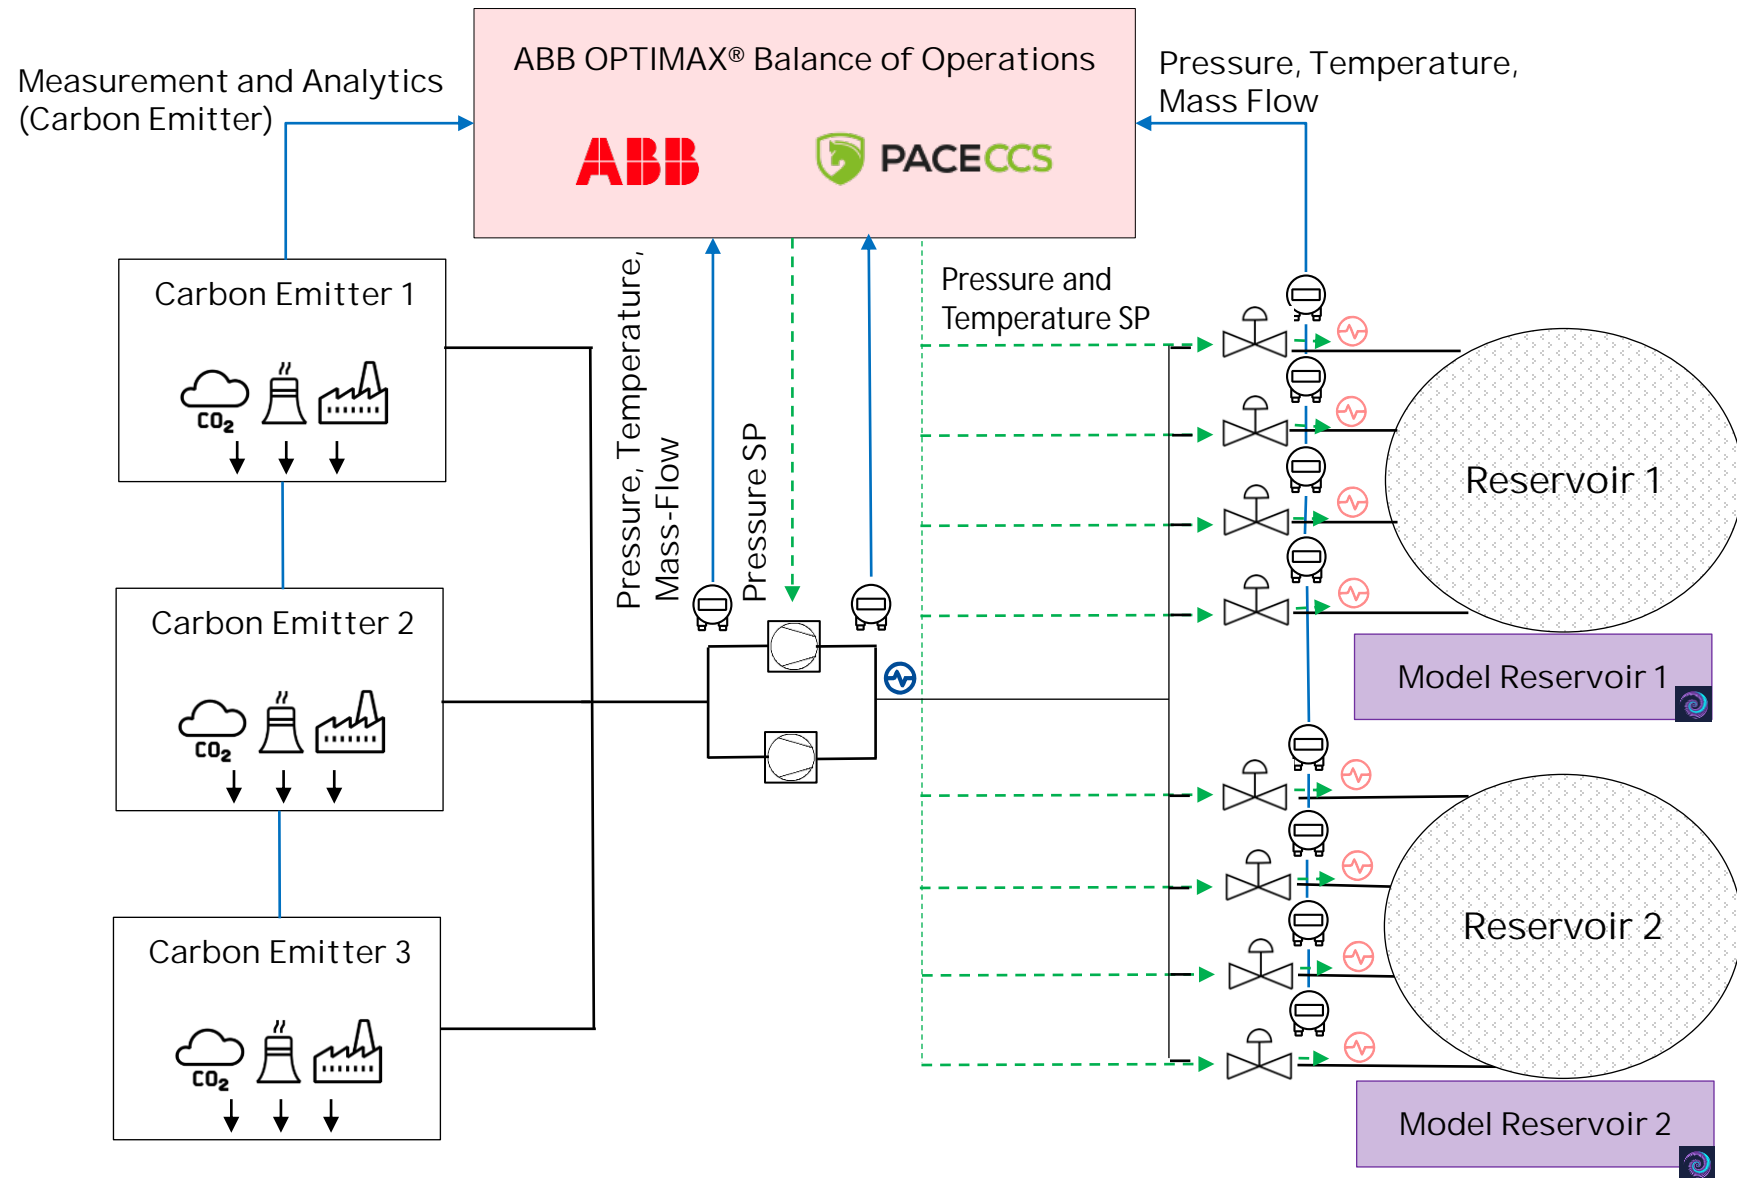 ABB OPTIMAX® Balance of Operations
ABB
PACECCS
Measurement and Analytics
(Carbon Emitter)
Pressure, Temperature,
Mass Flow
Carbon Emitter 1
CO2
Pressure, Temperature,
Mass-Flow
Pressure SP
Pressure and
Temperature SP
Reservoir 1
Model Reservoir 1
Carbon Emitter 2
CO2
Carbon Emitter 3
CO2
Reservoir 2
Model Reservoir 2